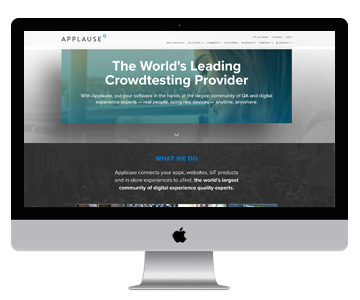 APPLAUSE
The World's Leading
Crowdtesting Provider
With Applause, put your software in the hands of the largest community of QA and digital
experience experts — real people, using real devices — anytime, anywhere.
WHAT WE DO
Applause connects your apps, websites, IoT products
and in-store experiences to uTest, the world's largest
community of digital experience quality experts.